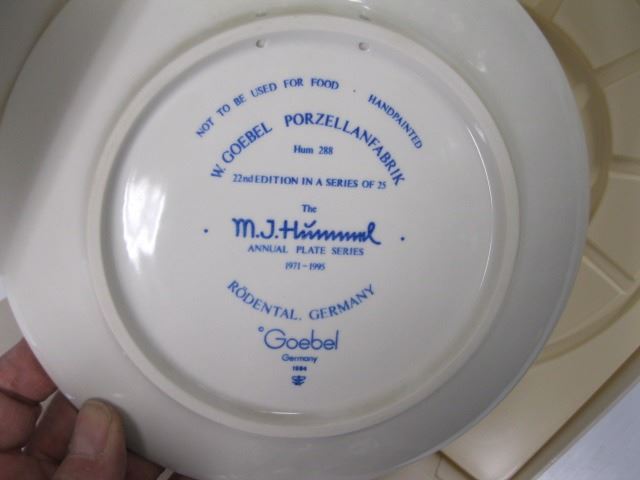 NOT TO BE USED FOR FOOD · HANDPAINTED
W. GOEBEL PORZELLANFABRIK
Hum 288
22nd EDITION IN A SERIES OF 25
The
· M.J. Hummel ·
ANNUAL PLATE SERIES
1971-1995
RÖDENTAL, GERMANY
© Goebel
Germany